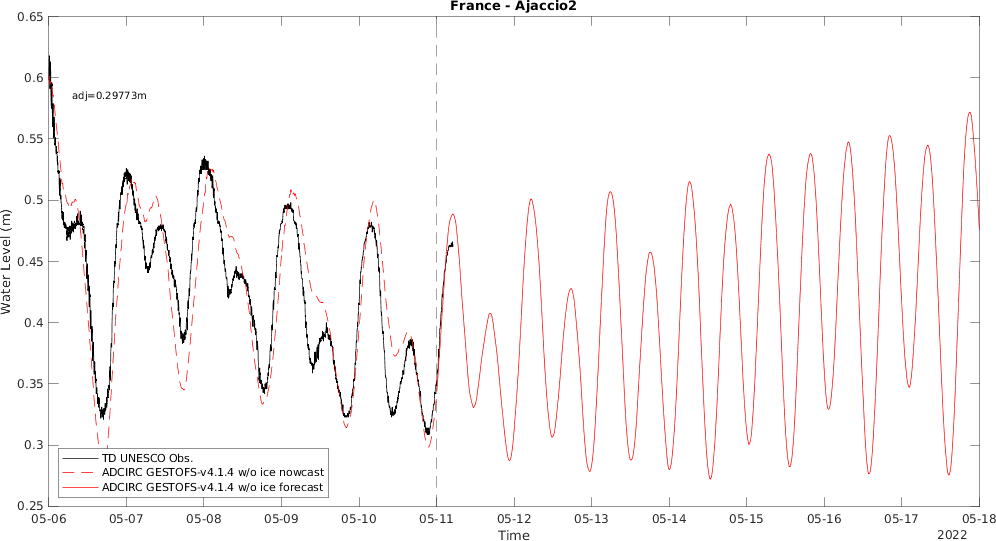 France - Ajaccio2
0.65
0.6
0.55
0.5
0.45
0.4
0.35
0.3
0.25
Water Level (m)
adj=0.29773m
TD UNESCO Obs.
ADCIRC GESTOFS-v4.1.4 w/o ice nowcast
ADCIRC GESTOFS-v4.1.4 w/o ice forecast
05-06 05-07 05-08 05-09 05-10 05-11 05-12 05-13 05-14 05-15 05-16 05-17 05-18
Time
2022